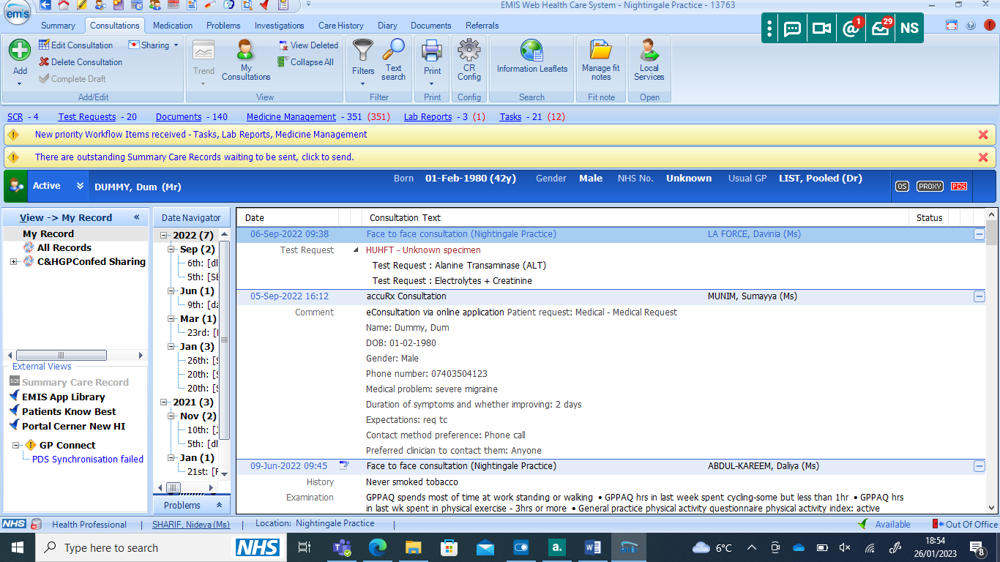 emis
EMIS Web Health Care System - Nightingale Practice - 13763
Summary Consultations Medication Problems Investigations Care History Diary Documents Referrals
@ 1 29 NS
Add
Edit Consultation
Delete Consultation
Complete Draft
Sharing
Add/Edit
Trend
My Consultations
View Deleted
Collapse All
View
Filters
Text search
Filter
Print
Print
CR Config
Config
Information Leaflets
Search
Manage fit notes
Fit note
Local Services
Open
SCR - 4 Test Requests - 20 Documents - 140 Medicine Management - 351 (351) Lab Reports - 3 (1) Tasks - 21 (12)
New priority Workflow Items received - Tasks, Lab Reports, Medicine Management
There are outstanding Summary Care Records waiting to be sent, click to send.
Active DUMMY, Dum (Mr) Born 01-Feb-1980 (42y) Gender Male NHS No. Unknown Usual GP LIST, Pooled (Dr) OS PROXY PDS
View -> My Record «
My Record
All Records
C&HGPConfed Sharing
External Views
SCR Summary Care Record
EMIS App Library
Patients Know Best
Portal Cerner New HI
GP Connect
PDS Synchronisation failed
Date Navigator
2022 (7)
Sep (2)
6th: [dl
5th: [SE
Jun (1)
9th: [da
Mar (1)
23rd: [
Jan (3)
26th: [S
20th: [S
20th: [S
2021 (3)
Nov (2)
10th: [
5th: [dl
Jan (1)
21st: [F
Problems
Date Consultation Text Status
06-Sep-2022 09:38 Face to face consultation (Nightingale Practice) LA FORCE, Davinia (Ms)
Test Request HUHFT - Unknown specimen
Test Request : Alanine Transaminase (ALT)
Test Request : Electrolytes + Creatinine
05-Sep-2022 16:12 accuRx Consultation MUNIM, Sumayya (Ms)
Comment eConsultation via online application Patient request: Medical - Medical Request
Name: Dummy, Dum
DOB: 01-02-1980
Gender: Male
Phone number: 07403504123
Medical problem: severe migraine
Duration of symptoms and whether improving: 2 days
Expectations: req tc
Contact method preference: Phone call
Preferred clinician to contact them: Anyone
09-Jun-2022 09:45 Face to face consultation (Nightingale Practice) ABDUL-KAREEM, Daliya (Ms)
History Never smoked tobacco
Examination GPPAQ spends most of time at work standing or walking • GPPAQ hrs in last week spent cycling-some but less than 1hr • GPPAQ hrs
in last wk spent in physical exercise - 3hrs or more • General practice physical activity questionnaire physical activity index: active
NHS Health Professional | SHARIF, Nideya (Ms) | Location: Nightingale Practice | Available Out Of Office
Type here to search NHS a. emis 6°C 18:54
26/01/2023 8